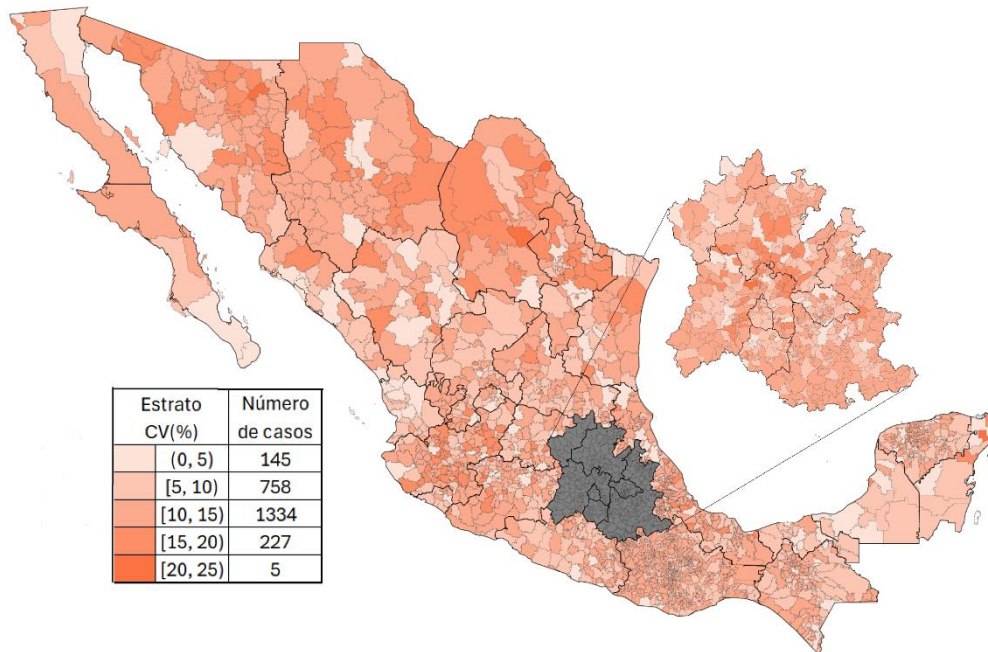 Estrato Número
CV(%) de casos
(0, 5) 145
[5, 10) 758
[10, 15) 1334
[15, 20) 227
[20, 25) 5